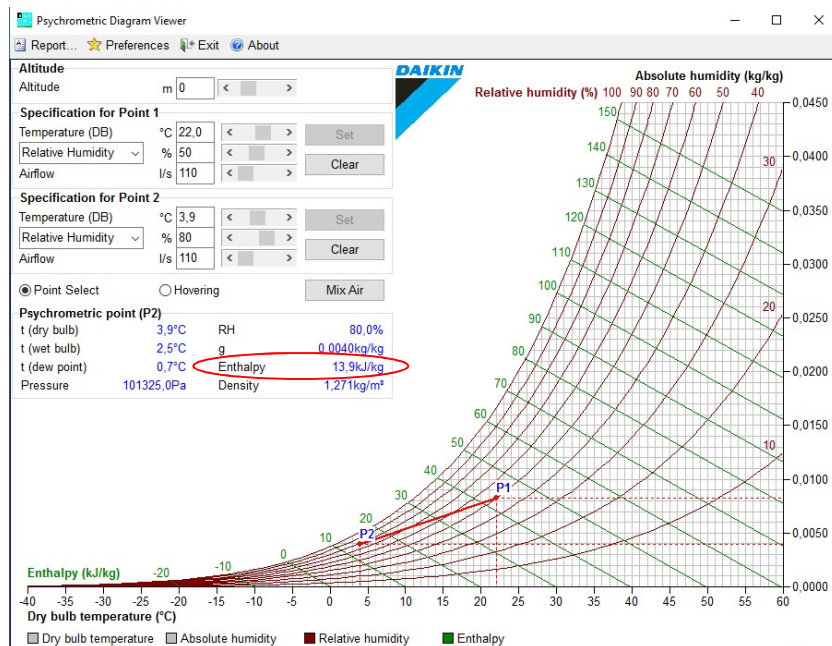 Psychrometric Diagram Viewer
Report... Preferences Exit About
Altitude
Altitude m 0
Specification for Point 1
Temperature (DB) °C 22,0 Set
Relative Humidity % 50
Airflow l/s 110 Clear
Specification for Point 2
Temperature (DB) °C 3,9 Set
Relative Humidity % 80
Airflow l/s 110 Clear
Point Select Hovering Mix Air
Psychrometric point (P2)
t (dry bulb) 3,9°C RH 80,0%
t (wet bulb) 2,5°C g 0,0040kg/kg
t (dew point) 0,7°C Enthalpy 13,9kJ/kg
Pressure 101325,0Pa Density 1,271kg/m³
DAIKIN
Absolute humidity (kg/kg)
Relative humidity (%) 100 90 80 70 60 50 40
30
20
10
0,0450
0,0400
0,0350
0,0300
0,0250
0,0200
0,0150
0,0100
0,0050
0,0000
150
140
130
120
110
100
90
80
70
60
50
40
30
20
10
0
-10
-20
P1
P2
Enthalpy (kJ/kg)
-40 -35 -30 -25 -20 -15 -10 -5 0 5 10 15 20 25 30 35 40 45 50 55 60
Dry bulb temperature (°C)
Dry bulb temperature Absolute humidity Relative humidity Enthalpy